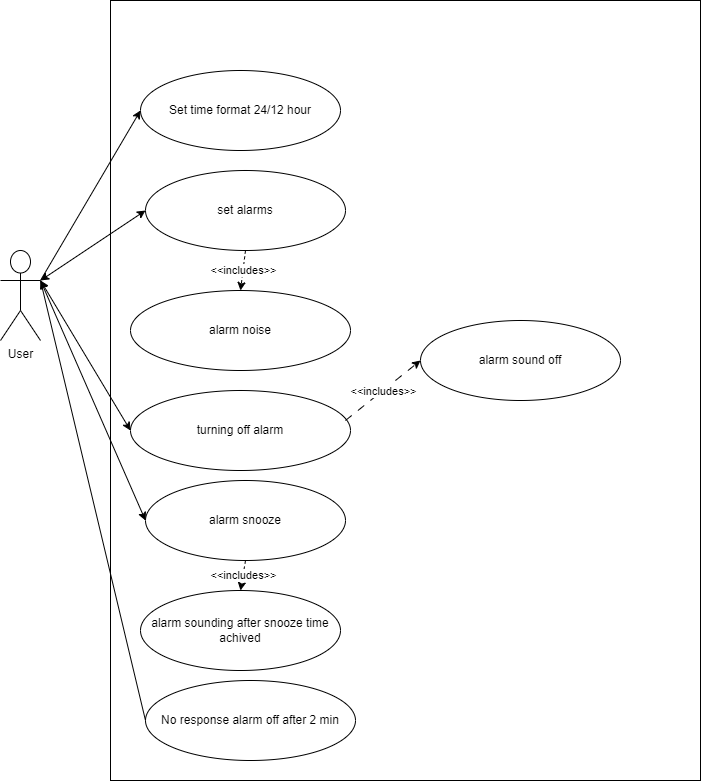 Set time format 24/12 hour
set alarms
<<includes>>
User
alarm noise
alarm sound off
<<includes>>
turning off alarm
alarm snooze
<<includes>>
alarm sounding after snooze time
achived
No response alarm off after 2 min